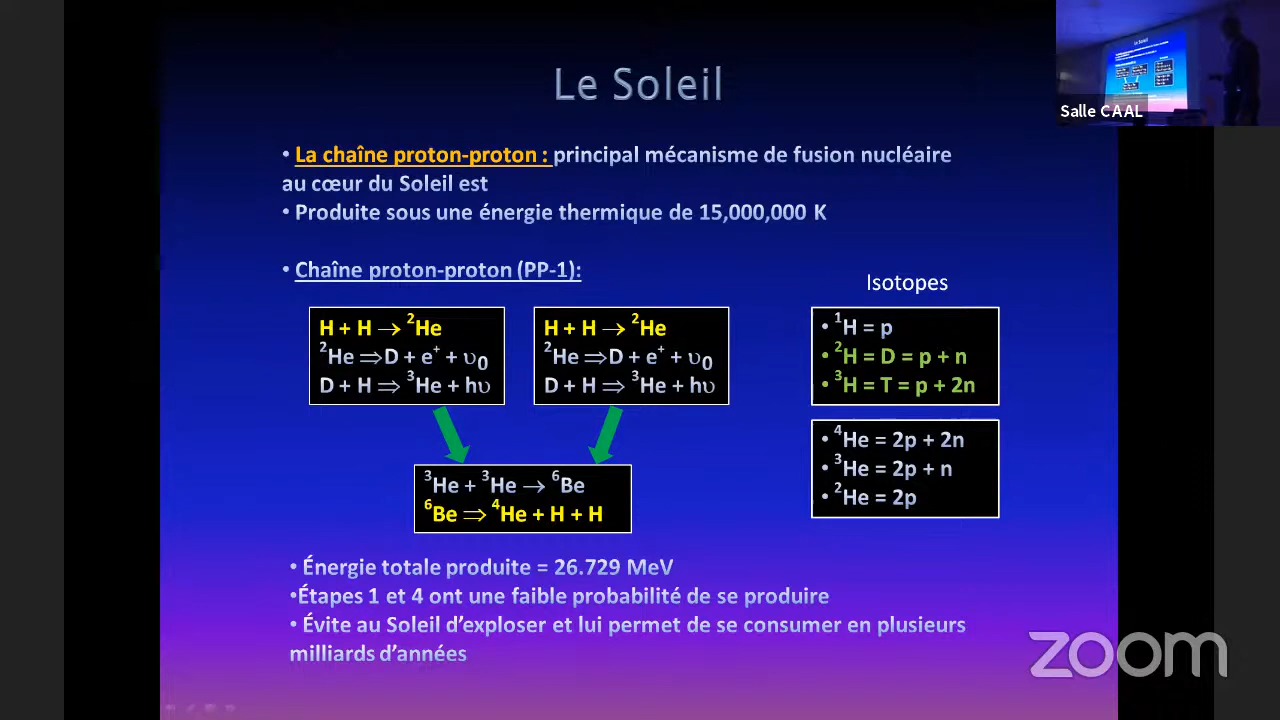 Le Soleil
Salle CAAL
• La chaîne proton-proton : principal mécanisme de fusion nucléaire
au cœur du Soleil est
• Produite sous une énergie thermique de 15,000,000 K
• Chaîne proton-proton (PP-1):
H + H → ²He
²He ⇒ D + e⁺ + υ₀
D + H ⇒ ³He + hυ
H + H → ²He
²He ⇒ D + e⁺ + υ₀
D + H ⇒ ³He + hυ
³He + ³He → ⁶Be
⁶Be ⇒ ⁴He + H + H
Isotopes
• ¹H = p
• ²H = D = p + n
• ³H = T = p + 2n
• ⁴He = 2p + 2n
• ³He = 2p + n
• ²He = 2p
• Énergie totale produite = 26.729 MeV
•Étapes 1 et 4 ont une faible probabilité de se produire
• Évite au Soleil d'exploser et lui permet de se consumer en plusieurs
milliards d'années
zoom